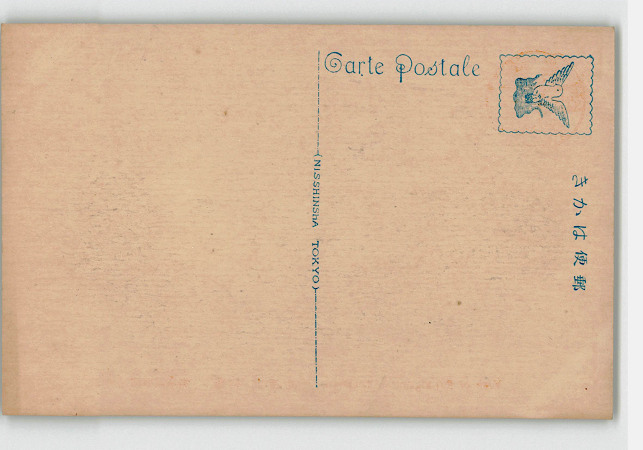 Carte Postale
(NISSHINSHA TOKYO)
きかは便郵